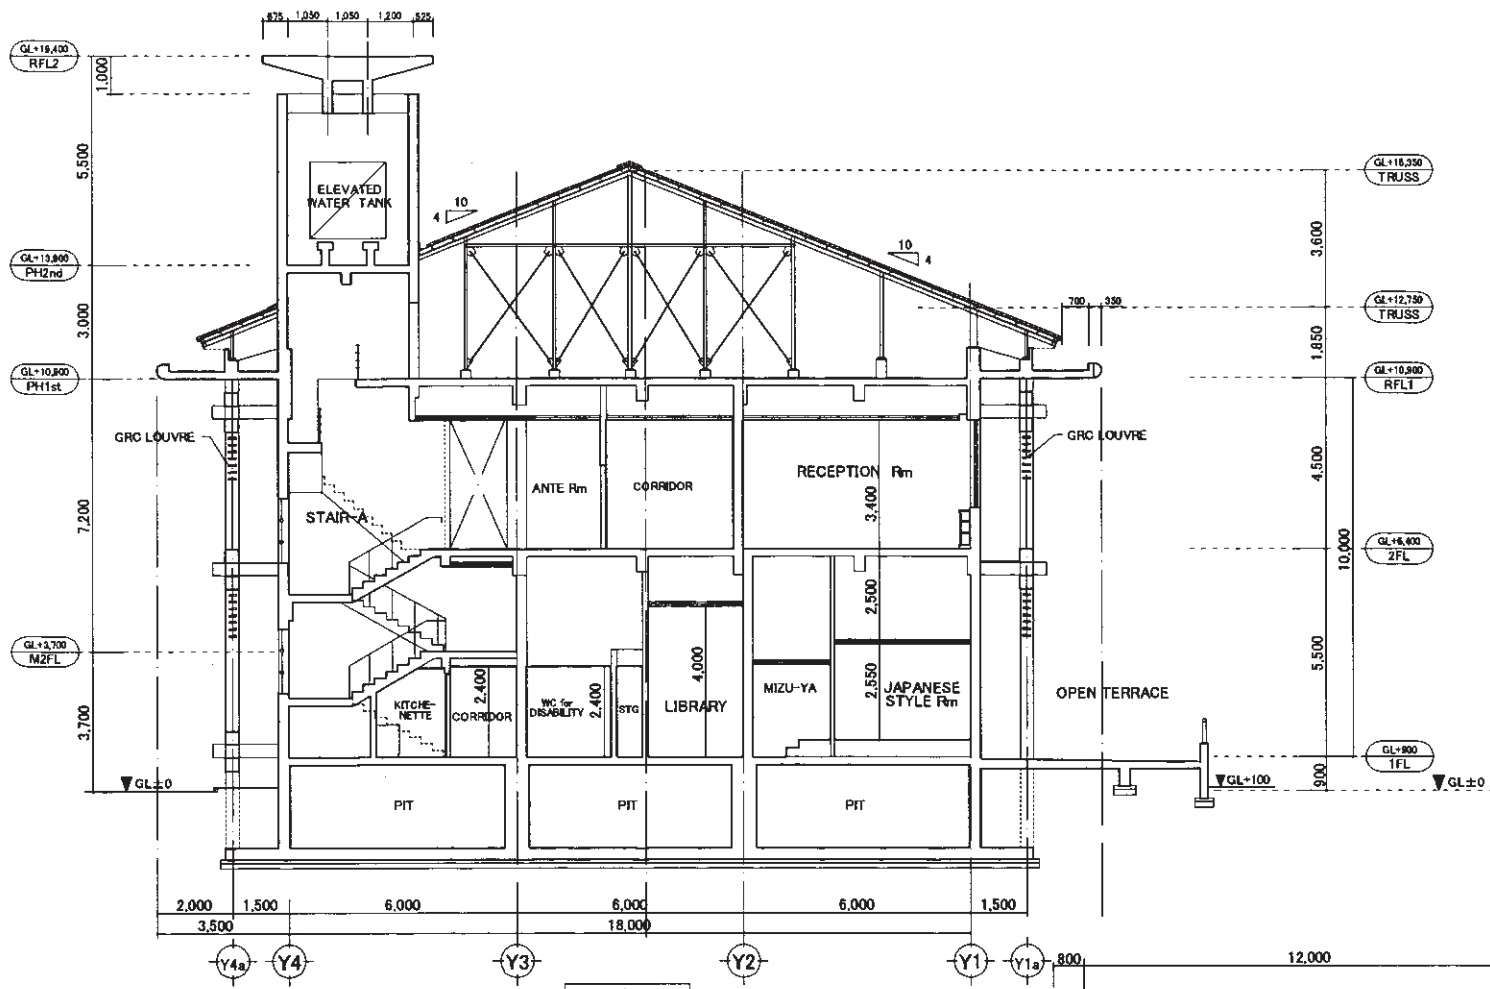 675 1,050 1,050 1,200 525
GL+19,400
RFL2
1,000
5,500
ELEVATED
WATER TANK
10
4
GL+16,350
TRUSS
3,600
10
4
GL+13,900
PH2nd
3,000
700 350
GL+12,750
TRUSS
1,850
GL+10,900
PH1st
GL+10,900
RFL1
GRC LOUVRE
GRC LOUVRE
7,200
STAIR-A
ANTE Rm
CORRIDOR
RECEPTION Rm
3,400
4,500
10,000
GL+6,400
2FL
2,500
5,500
GL+3,700
M2FL
3,700
KITCHE-
NETTE
CORRIDOR
2,400
WC for
DISABILITY
2,400
STG
4,000
LIBRARY
MIZU-YA
2,550
JAPANESE
STYLE Rm
OPEN TERRACE
GL+900
1FL
900
GL±0
GL+100
GL±0
PIT
PIT
PIT
2,000 1,500 6,000 6,000 6,000 1,500
3,500 18,000
Y4a Y4 Y3 Y2 Y1 Y1a
800 12,000